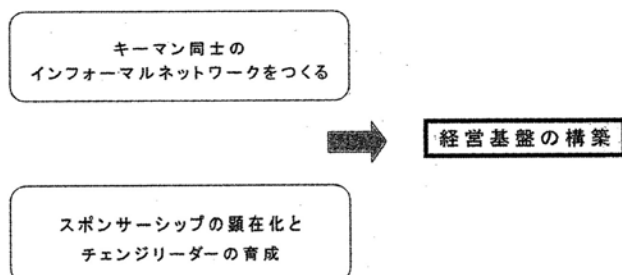 キーマン同士の
インフォーマルネットワークをつくる
経営基盤の構築
スポンサーシップの顕在化と
チェンジリーダーの育成